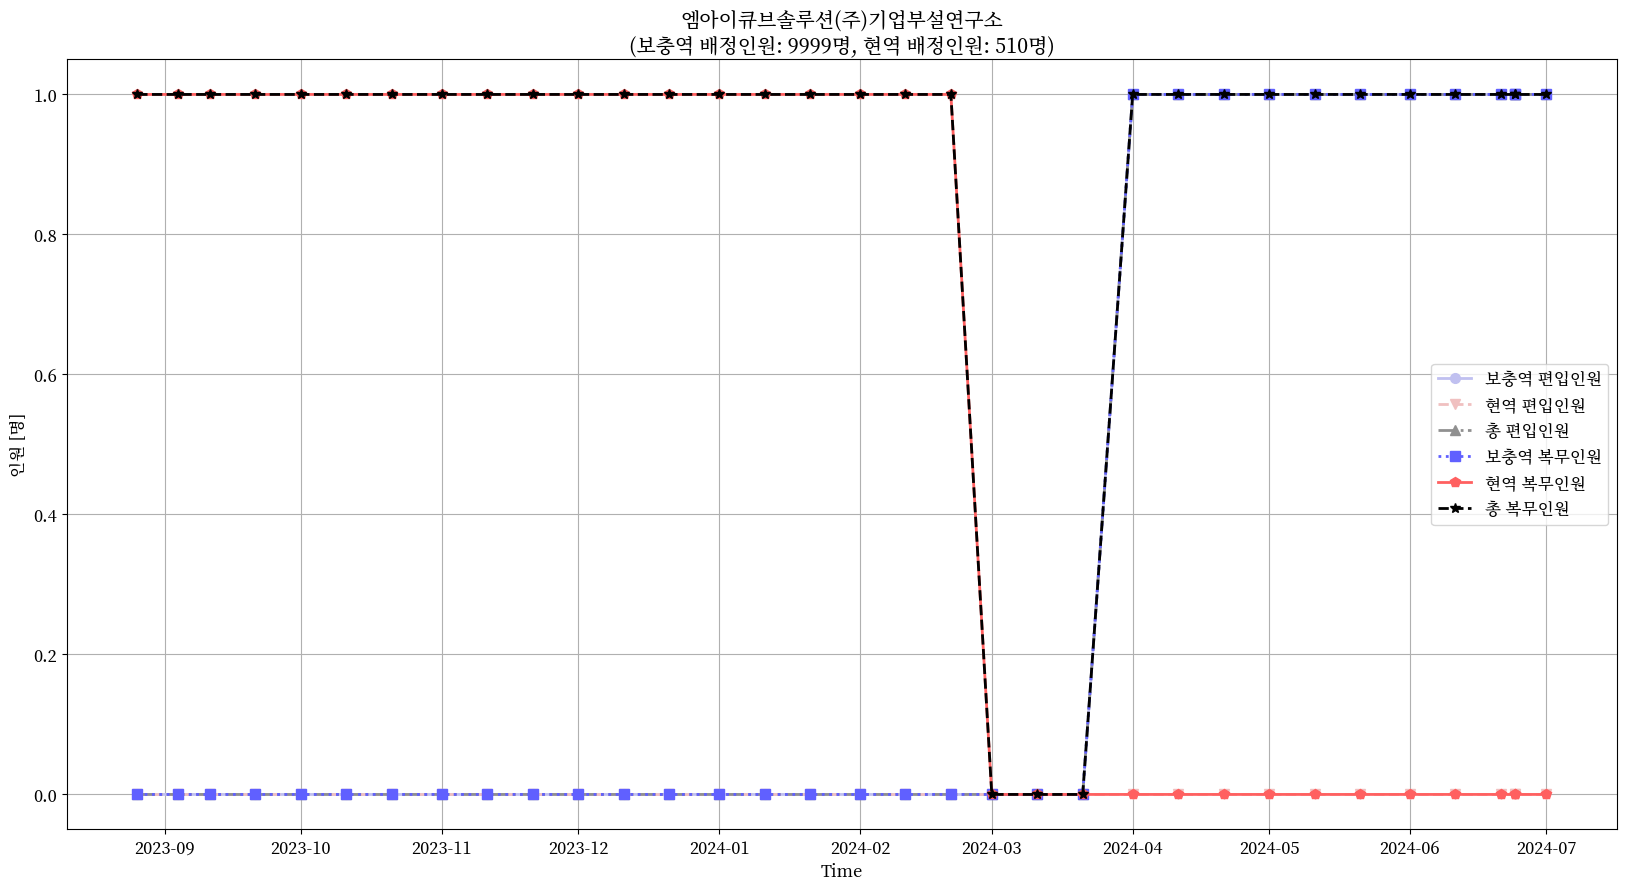 엠아이큐브솔루션(주)기업부설연구소
(보충역 배정인원: 9999명, 현역 배정인원: 510명)
인원 [명]
1.0
0.8
0.6
0.4
0.2
0.0
보충역 편입인원
현역 편입인원
총 편입인원
보충역 복무인원
현역 복무인원
총 복무인원
2023-09 2023-10 2023-11 2023-12 2024-01 2024-02 2024-03 2024-04 2024-05 2024-06 2024-07
Time